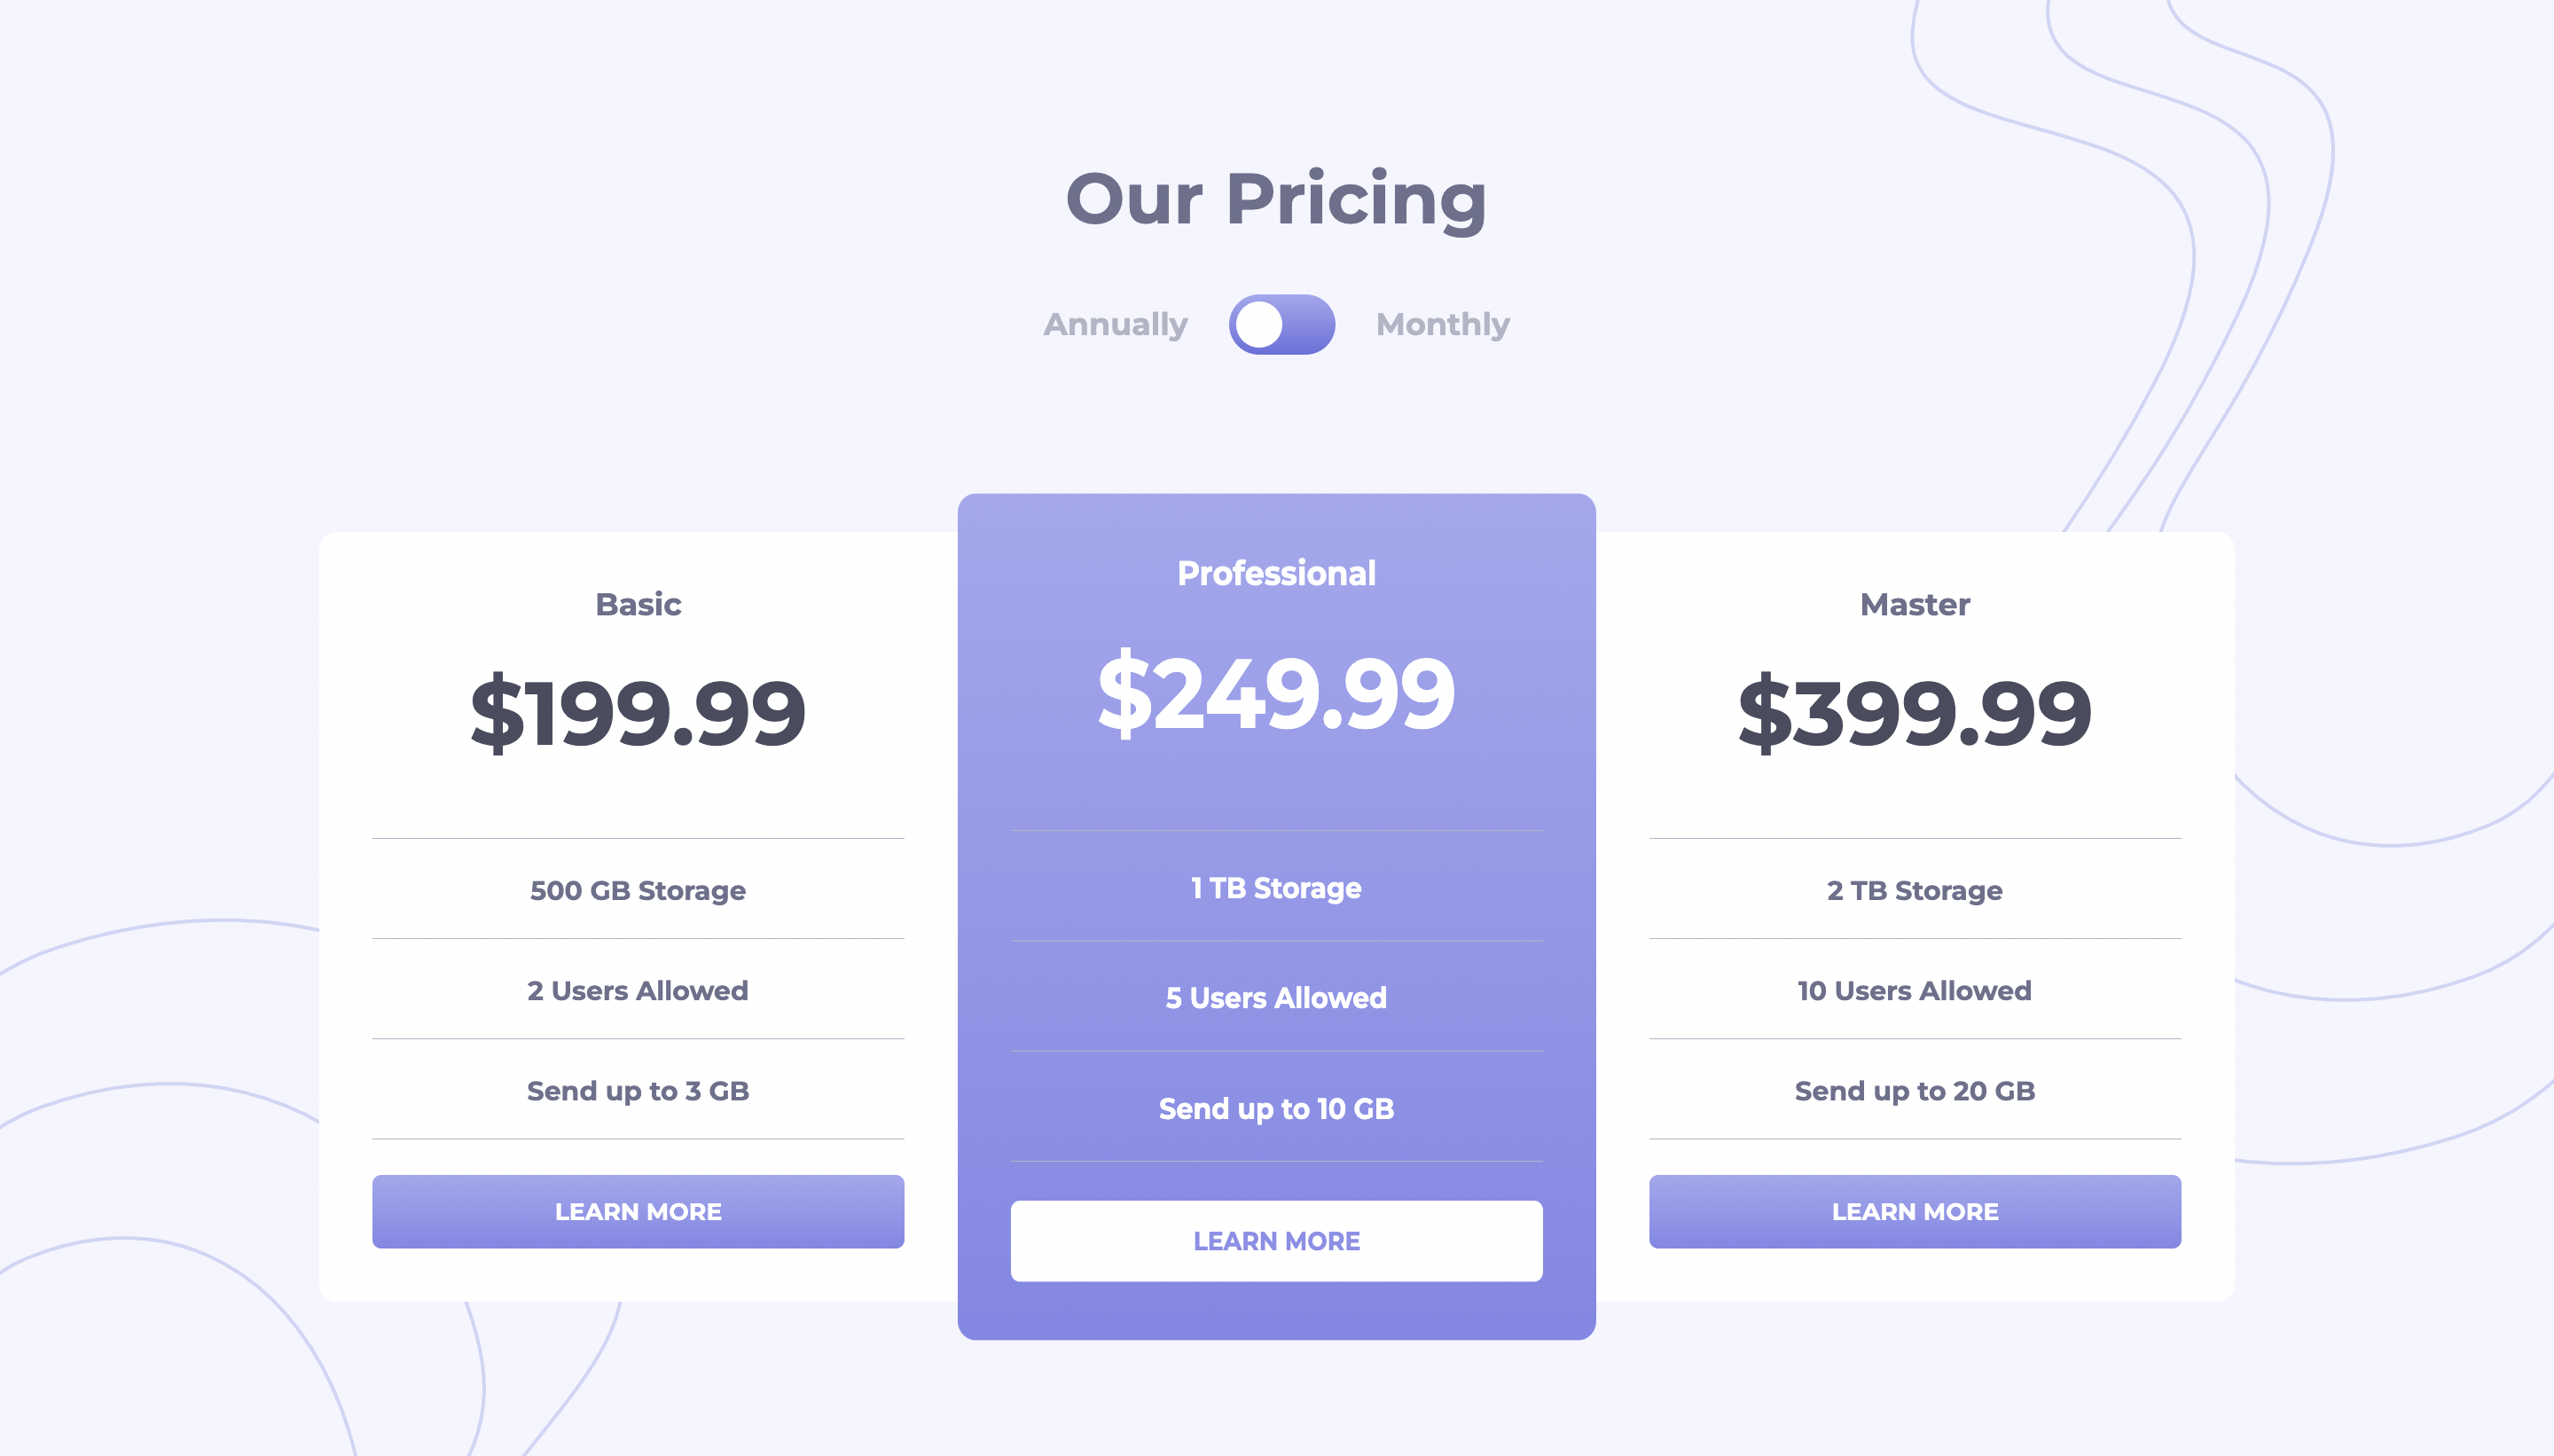 Our Pricing
Annually Monthly
Basic
$199.99
500 GB Storage
2 Users Allowed
Send up to 3 GB
LEARN MORE
Professional
$249.99
1 TB Storage
5 Users Allowed
Send up to 10 GB
LEARN MORE
Master
$399.99
2 TB Storage
10 Users Allowed
Send up to 20 GB
LEARN MORE